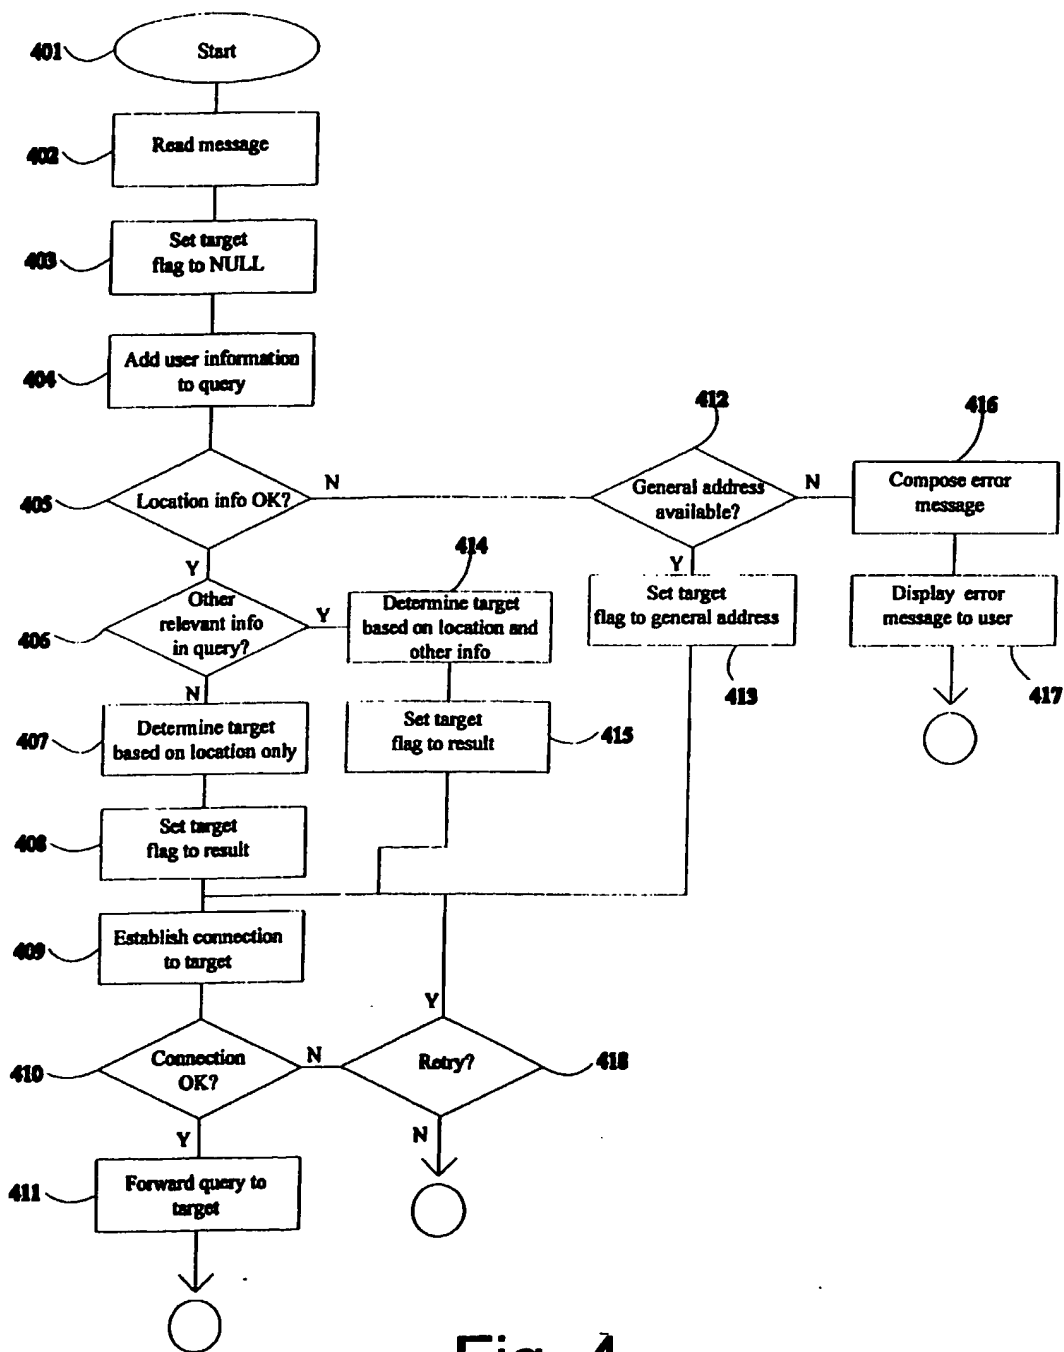 401
Start
402
Read message
403
Set target
flag to NULL
404
Add user information
to query
405
Location info OK?
N
Y
412
General address
available?
N
Y
416
Compose error
message
414
Determine target
based on location and
other info
Set target
flag to general address
413
Display error
message to user
417
406
Other
relevant info
in query?
Y
N
407
Determine target
based on location only
Set target
flag to result
415
408
Set target
flag to result
409
Establish connection
to target
410
Connection
OK?
N
Y
Y
Retry?
418
N
411
Forward query to
target
Fig. 4